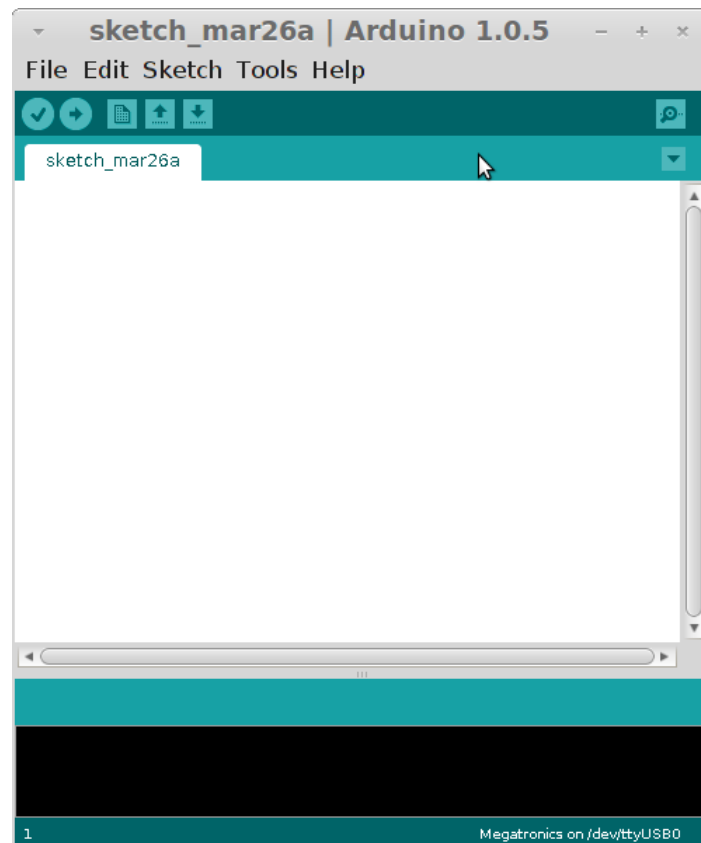 sketch_mar26a | Arduino 1.0.5
File Edit Sketch Tools Help
sketch_mar26a
1 Megatronics on /dev/ttyUSB0